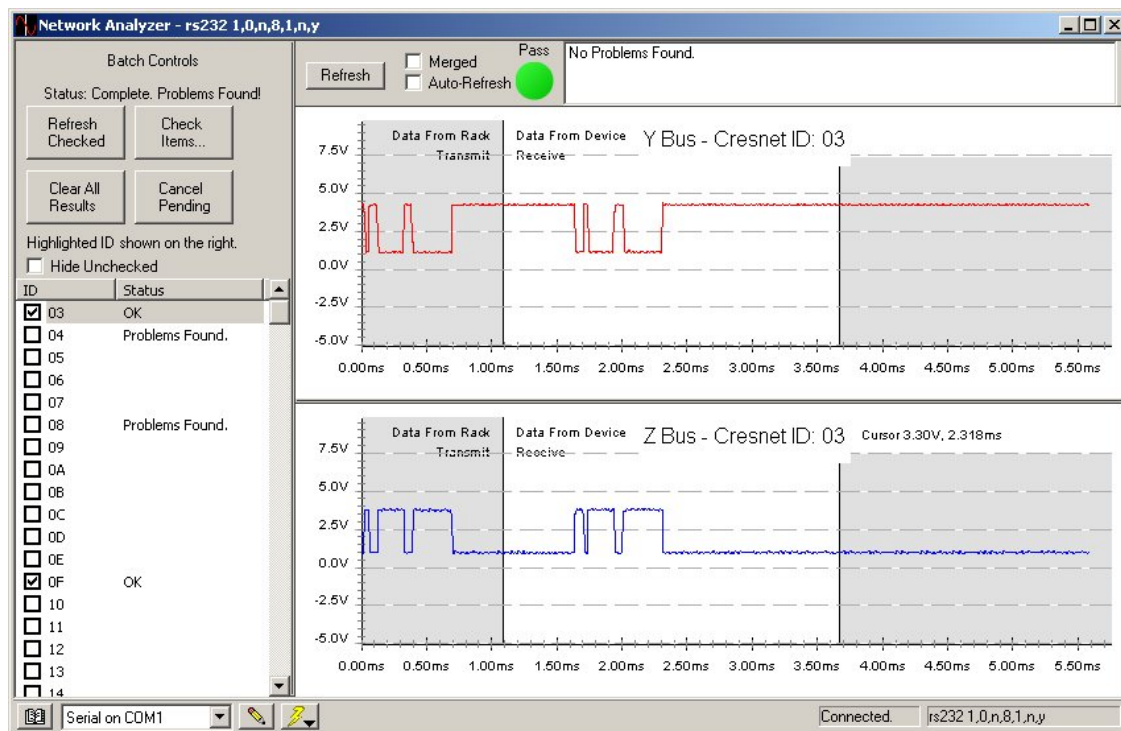 Network Analyzer - rs232 1,0,n,8,1,n,y
Batch Controls
Status: Complete. Problems Found!
Refresh Checked
Check Items...
Clear All Results
Cancel Pending
Highlighted ID shown on the right.
Hide Unchecked
ID Status
03 OK
04 Problems Found.
05
06
07
08 Problems Found.
09
0A
0B
0C
0D
0E
0F OK
10
11
12
13
14
Refresh
Merged
Auto-Refresh
Pass
No Problems Found.
Data From Rack Data From Device Y Bus - Cresnet ID: 03
Transmit Receive
7.5V
5.0V
2.5V
0.0V
-2.5V
-5.0V
0.00ms 0.50ms 1.00ms 1.50ms 2.00ms 2.50ms 3.00ms 3.50ms 4.00ms 4.50ms 5.00ms 5.50ms
Data From Rack Data From Device Z Bus - Cresnet ID: 03 Cursor 3.30V, 2.318ms
Transmit Receive
7.5V
5.0V
2.5V
0.0V
-2.5V
-5.0V
0.00ms 0.50ms 1.00ms 1.50ms 2.00ms 2.50ms 3.00ms 3.50ms 4.00ms 4.50ms 5.00ms 5.50ms
Serial on COM1
Connected. rs232 1,0,n,8,1,n,y